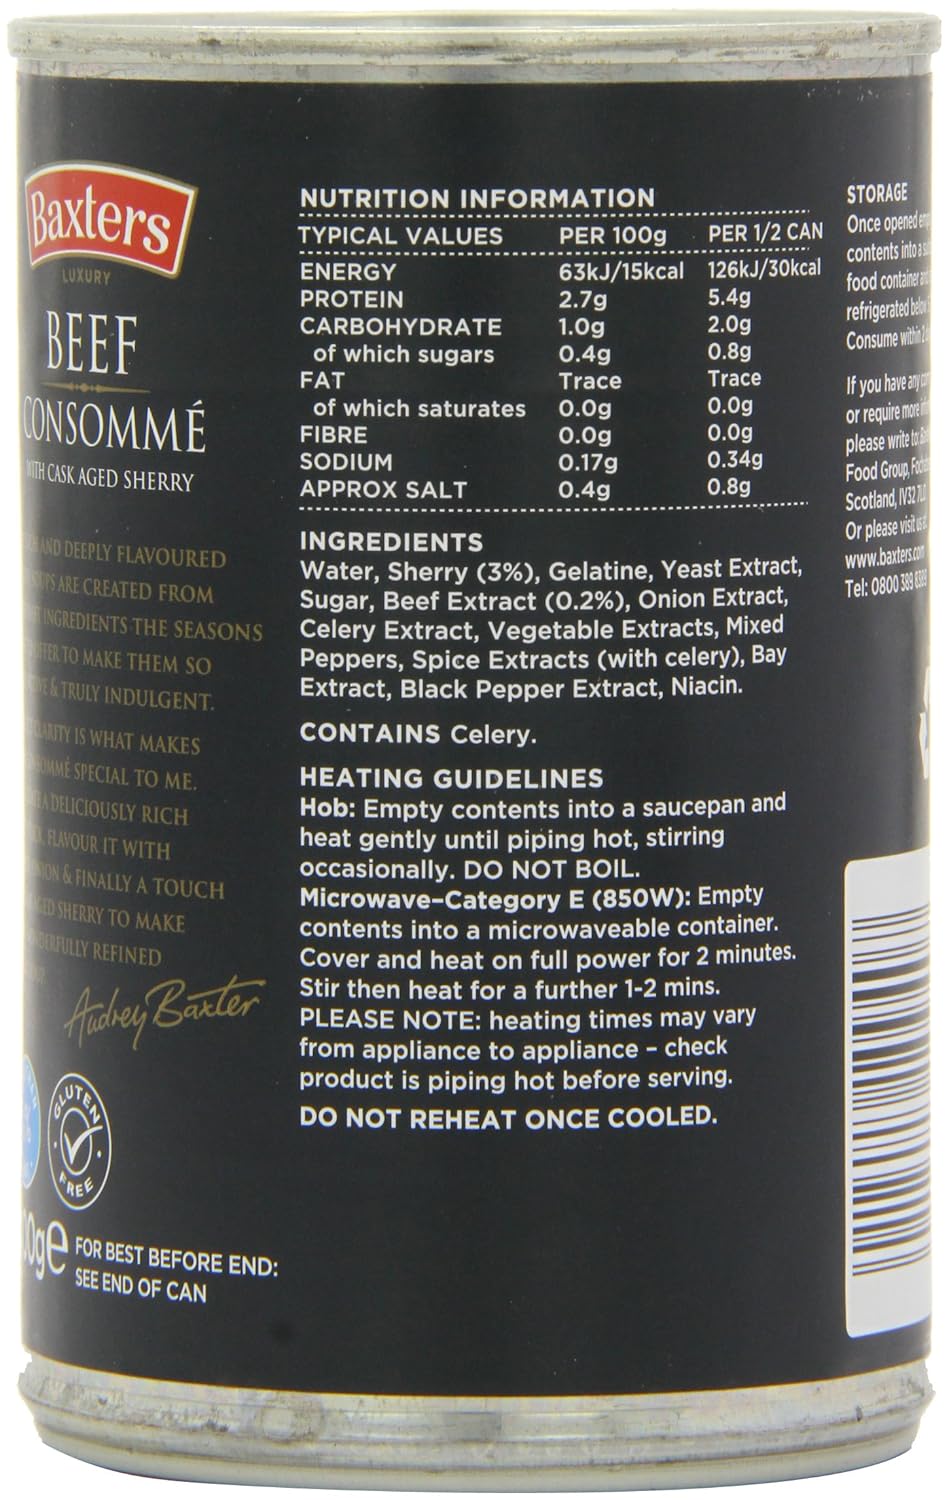 Baxters
LUXURY
BEEF
CONSOMMÉ
WITH CASK AGED SHERRY
AND DEEPLY FLAVOURED
SOUPS ARE CREATED FROM
INGREDIENTS THE SEASONS
TO MAKE THEM SO
& TRULY INDULGENT.
CLARITY IS WHAT MAKES
SPECIAL TO ME.
A DELICIOUSLY RICH
FLAVOUR IT WITH
& FINALLY A TOUCH
SHERRY TO MAKE
REFINED
Audrey Baxter
GLUTEN
FREE
FOR BEST BEFORE END:
SEE END OF CAN
NUTRITION INFORMATION
TYPICAL VALUES PER 100g PER 1/2 CAN
ENERGY 63kJ/15kcal 126kJ/30kcal
PROTEIN 2.7g 5.4g
CARBOHYDRATE 1.0g 2.0g
of which sugars 0.4g 0.8g
FAT Trace Trace
of which saturates 0.0g 0.0g
FIBRE 0.0g 0.0g
SODIUM 0.17g 0.34g
APPROX SALT 0.4g 0.8g
INGREDIENTS
Water, Sherry (3%), Gelatine, Yeast Extract,
Sugar, Beef Extract (0.2%), Onion Extract,
Celery Extract, Vegetable Extracts, Mixed
Peppers, Spice Extracts (with celery), Bay
Extract, Black Pepper Extract, Niacin.
CONTAINS Celery.
HEATING GUIDELINES
Hob: Empty contents into a saucepan and
heat gently until piping hot, stirring
occasionally. DO NOT BOIL.
Microwave–Category E (850W): Empty
contents into a microwaveable container.
Cover and heat on full power for 2 minutes.
Stir then heat for a further 1-2 mins.
PLEASE NOTE: heating times may vary
from appliance to appliance – check
product is piping hot before serving.
DO NOT REHEAT ONCE COOLED.
STORAGE
Once opened
contents into a
food container
refrigerated below
Consume within 2
If you have any
or require more
please write to:
Food Group,
Scotland, IV32
Or please visit us
www.baxters.com
Tel: 0800 389